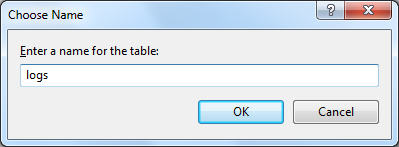 Choose Name
Enter a name for the table:
logs
OK
Cancel